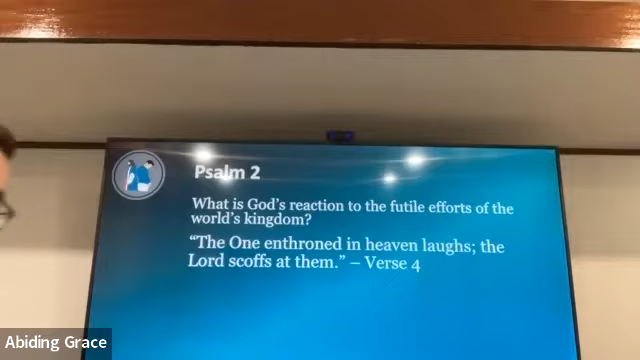 Psalm 2
What is God’s reaction to the futile efforts of the
world’s kingdom?
“The One enthroned in heaven laughs; the
Lord scoffs at them.” – Verse 4
Abiding Grace